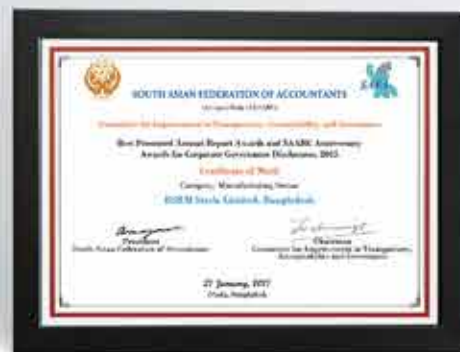 SOUTH ASIAN FEDERATION OF ACCOUNTANTS
Committee for Improvement in Transparency, Accountability and Governance
Best Presented Annual Report Awards and SAARC Anniversary
Awards for Corporate Governance Disclosures, 2015
Certificate of Merit
Category: Manufacturing Sector
BSRM Steels Limited, Bangladesh
President
South Asian Federation of Accountants
Chairman
Committee for Improvement in Transparency,
Accountability and Governance
27 January, 2017
Dhaka, Bangladesh